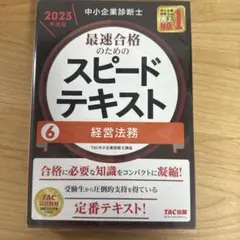 2023
年度版
中小企業診断士
最速合格
のための
スピード
テキスト
6
経営法務
TAC中小企業診断士講座
合格に必要な知識をコンパクトに凝縮!
受験生から圧倒的支持を得ている
定番テキスト!
TAC出版